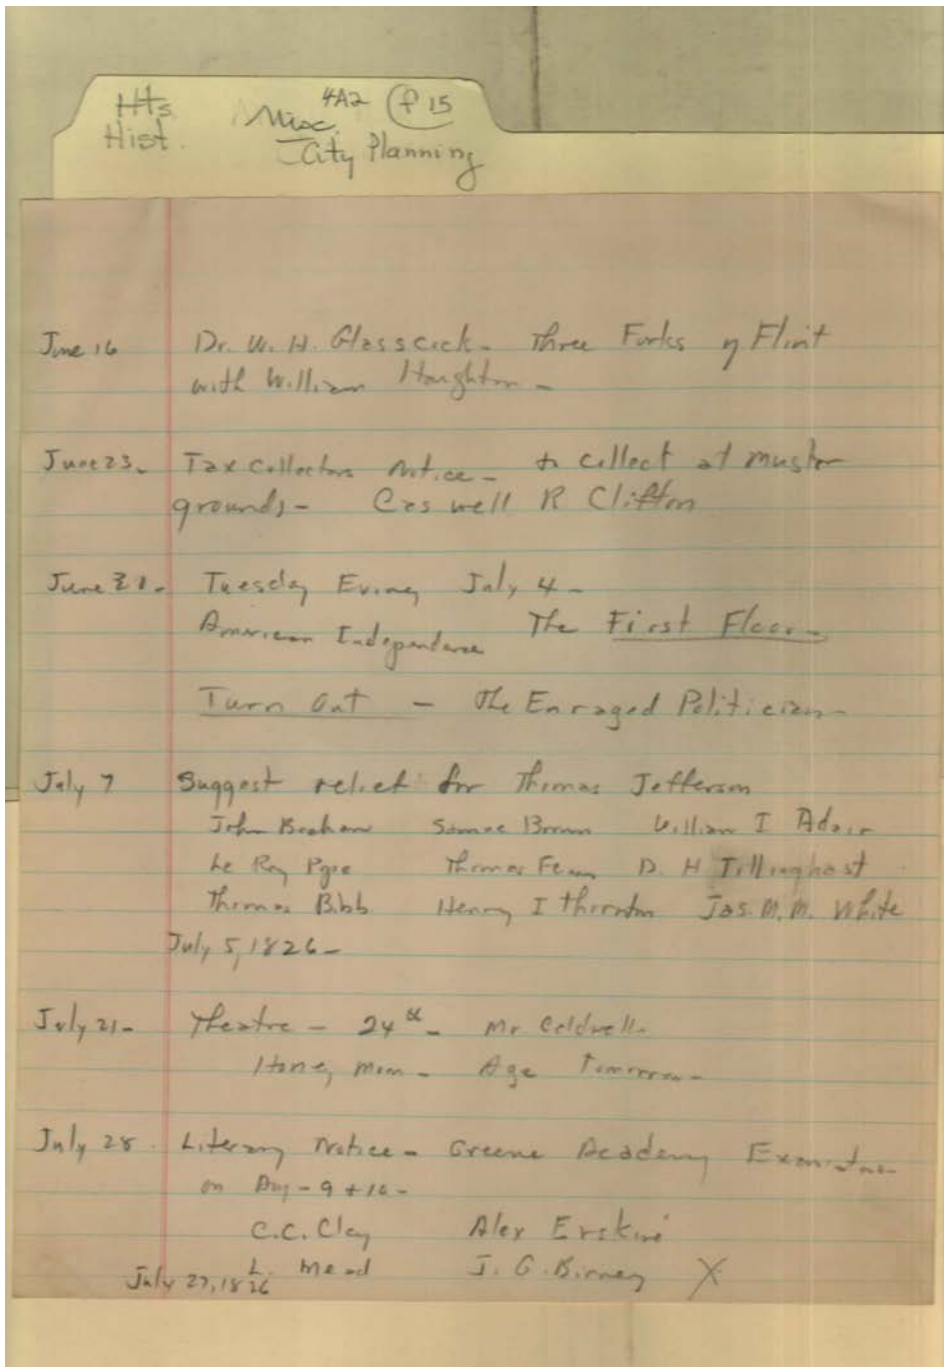 Hts. Misc. 4A2 f 15
Hist. City Planning
June 16 Dr. W. H. Glasscock - Three Forks of Flint
with William Houghton -
June 23. Tax Collectors Notice - to collect at muster
grounds - Caswell R Clifton
June Tuesday Evening July 4 -
American Independence The First Floor -
Turn Out - The Enraged Politician -
July 7 Suggest relief for Thomas Jefferson
John Samuel Brown William I Adair
Le Roy Pope Thomas Fearn D. H Tillinghast
Thomas Bibb Henry I Thornton Jas. M. M. White
July 5, 1826 -
July 21 - Theatre - 24th - Mr Caldwell -
Honey moon - Age Tomorrow -
July 28. Literary Notice - Greene Academy Examination
on Aug - 9 + 10 -
C.C. Clay Alex Erskine
L. Mead J. G. Birney X
July 27, 1826